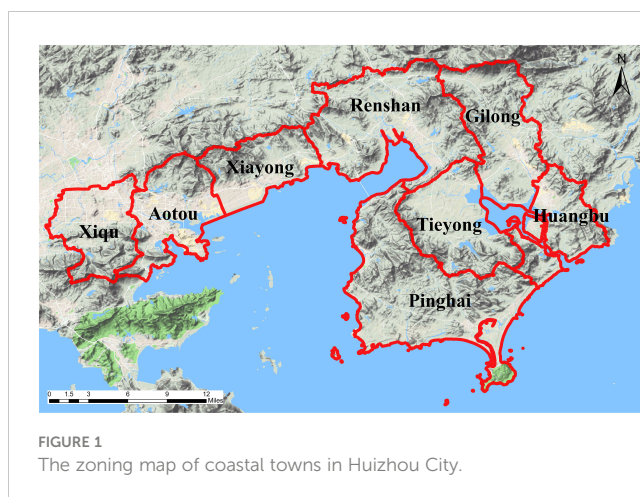 N
Renshan
Gilong
Xiayong
Aotou
Xiqu
Tieyong
Huangbu
Pinghai
0 1.5 3 6 9 12
Miles
FIGURE 1
The zoning map of coastal towns in Huizhou City.